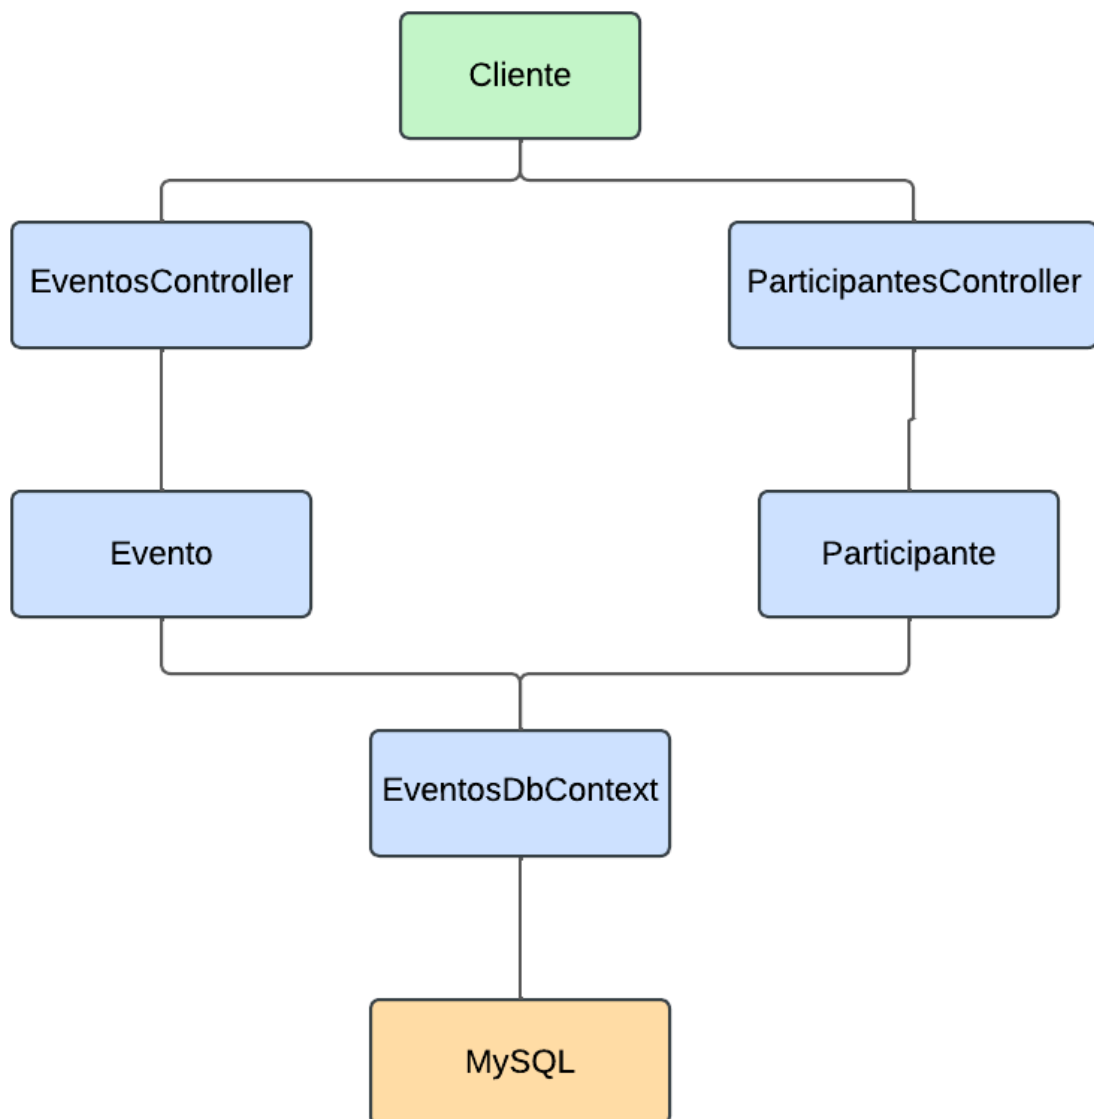 Cliente
EventosController
ParticipantesController
Evento
Participante
EventosDbContext
MySQL